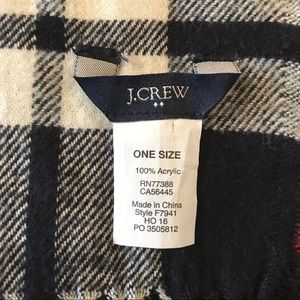 J.CREW
ONE SIZE
100% Acrylic
RN77388
CA56445
Made in China
Style F7941
HO 16
PO 3505812